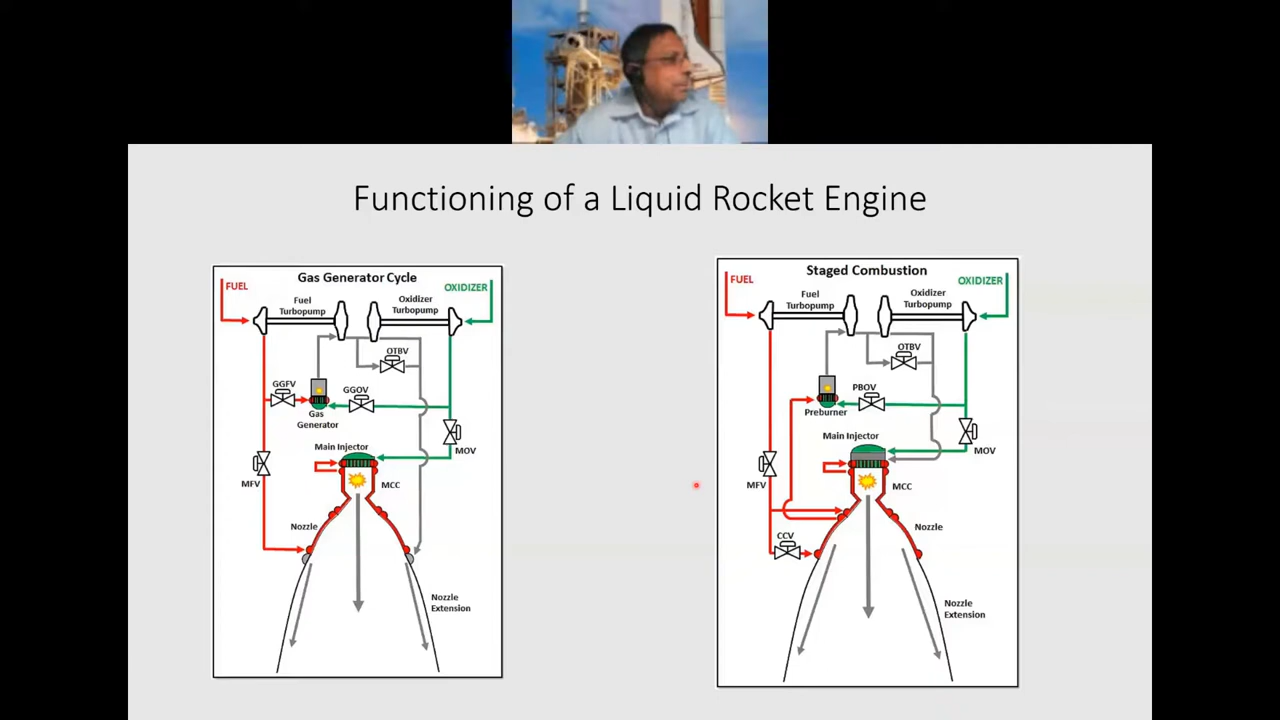 Functioning of a Liquid Rocket Engine
Gas Generator Cycle
FUEL
OXIDIZER
Fuel
Turbopump
Oxidizer
Turbopump
OTBV
GGFV
GGOV
Gas
Generator
Main Injector
MOV
MFV
MCC
Nozzle
Nozzle
Extension
Staged Combustion
FUEL
OXIDIZER
Fuel
Turbopump
Oxidizer
Turbopump
OTBV
PBOV
Preburner
Main Injector
MOV
MFV
MCC
Nozzle
CCV
Nozzle
Extension